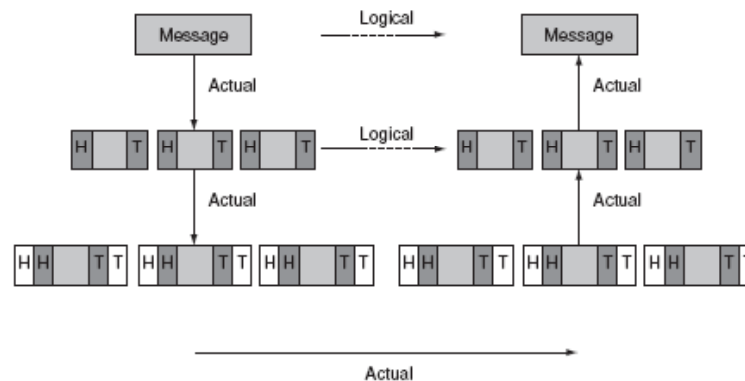 Message Logical Message
Actual Actual
H T H T H T Logical H T H T H T
Actual Actual
H H T T H H T T H H T T H H T T H H T T H H T T
Actual